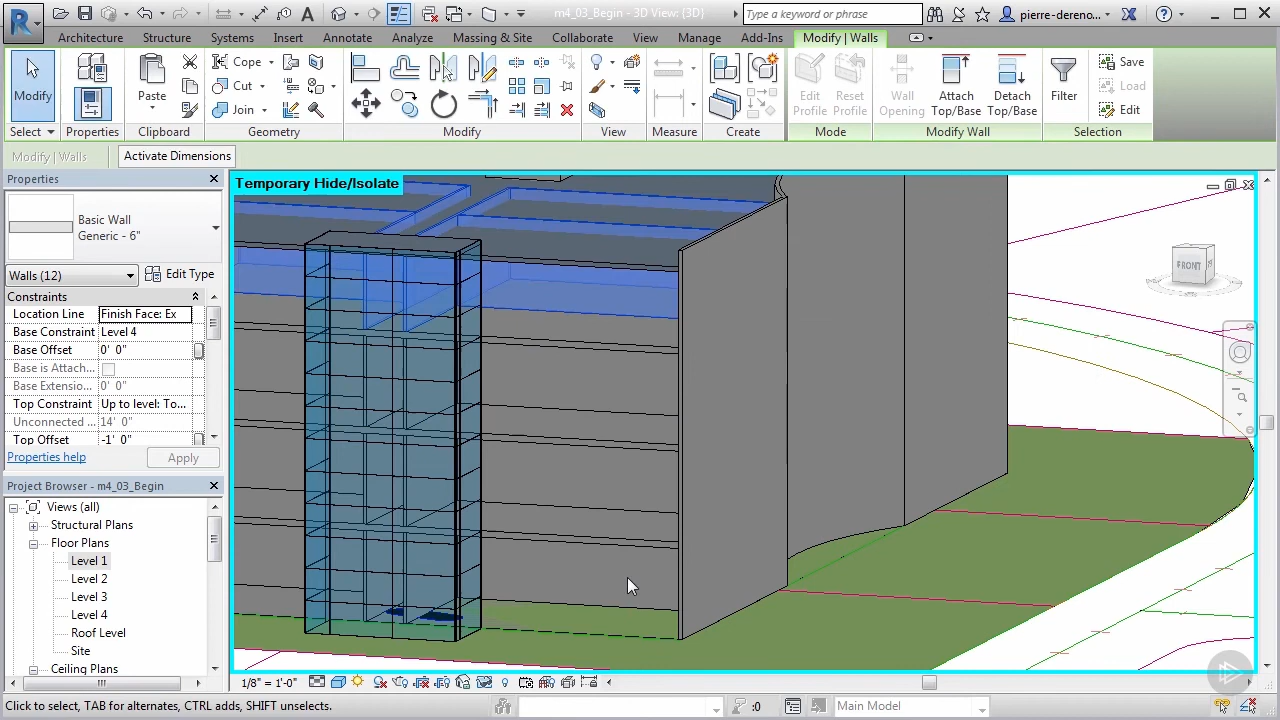 m4_03_Begin - 3D View: {3D}
Type a keyword or phrase
pierre-dereno...
Architecture Structure Systems Insert Annotate Analyze Massing & Site Collaborate View Manage Add-Ins Modify | Walls
Modify
Paste
Cope
Cut
Join
Edit Profile
Reset Profile
Wall Opening
Attach Top/Base
Detach Top/Base
Filter
Save
Load
Edit
Select Properties Clipboard Geometry Modify View Measure Create Mode Modify Wall Selection
Modify | Walls Activate Dimensions
Properties
Temporary Hide/Isolate
Basic Wall
Generic - 6"
Walls (12) Edit Type
Constraints
Location Line Finish Face: Ex
Base Constraint Level 4
Base Offset 0' 0"
Base is Attach...
Base Extensio... 0' 0"
Top Constraint Up to level: To...
Unconnected ... 14' 0"
Top Offset -1' 0"
Properties help Apply
FRONT
Project Browser - m4_03_Begin
Views (all)
Structural Plans
Floor Plans
Level 1
Level 2
Level 3
Level 4
Roof Level
Site
Ceiling Plans
1/8" = 1'-0"
Click to select, TAB for alternates, CTRL adds, SHIFT unselects.
:0
Main Model